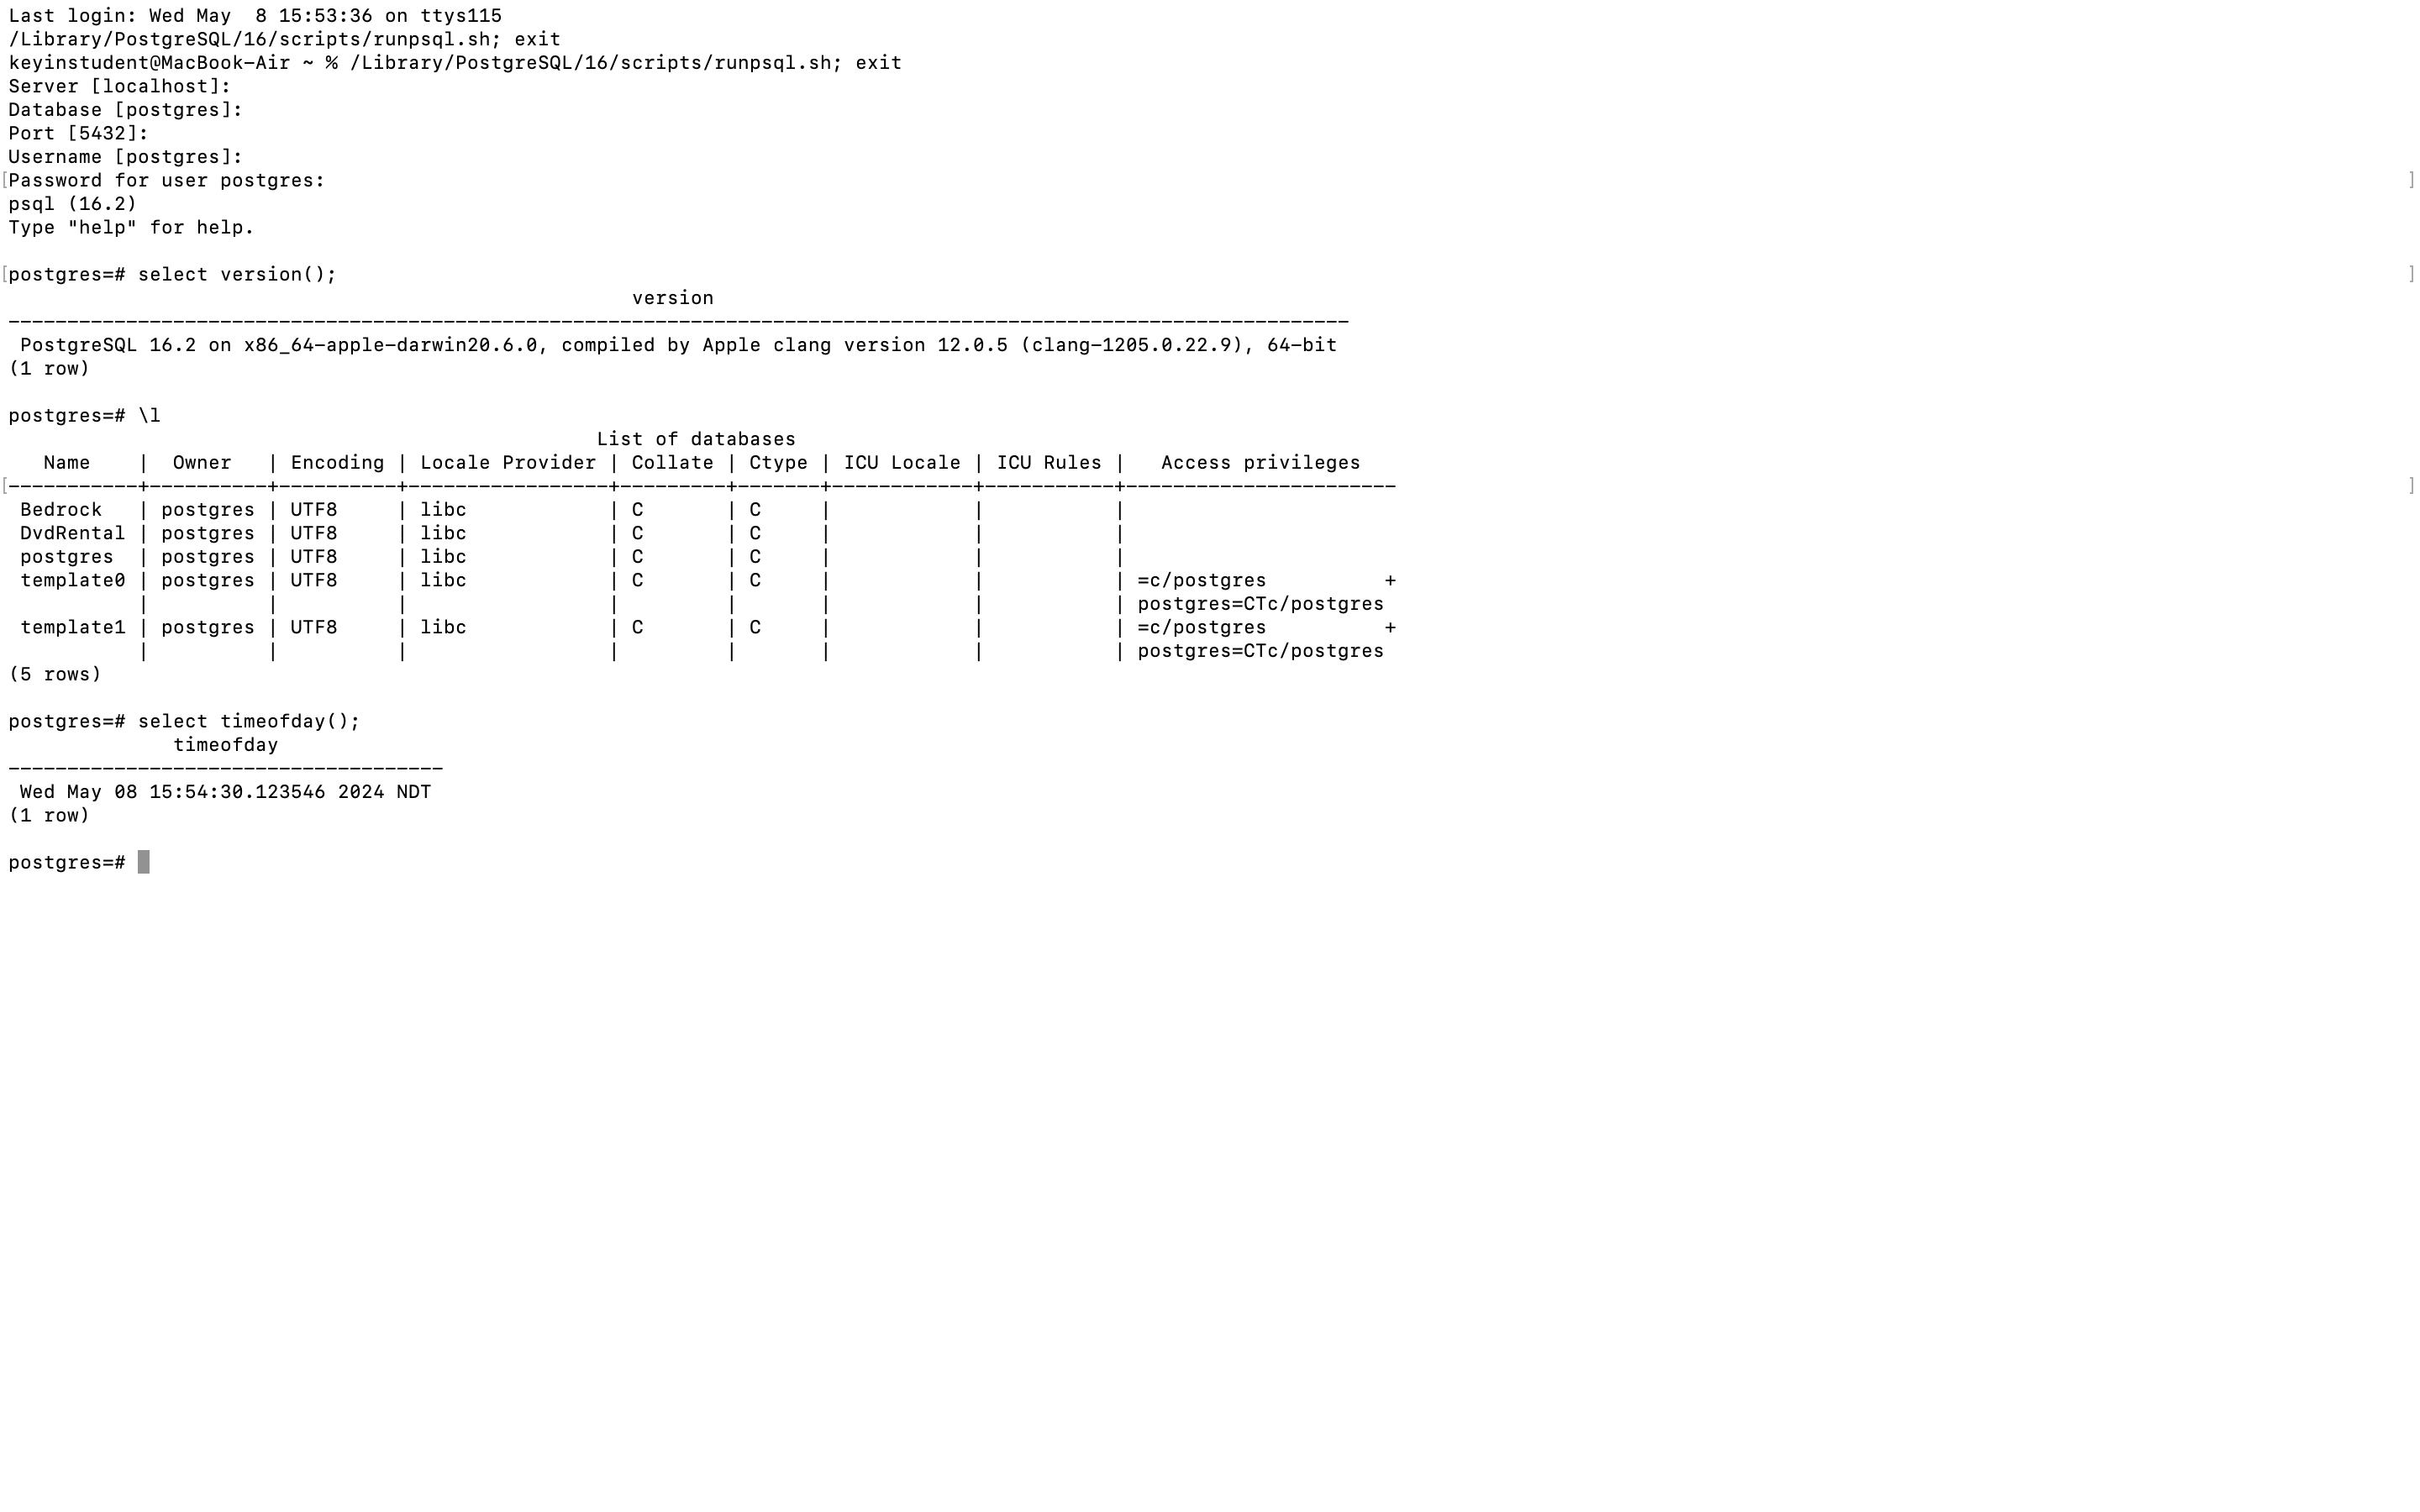 Last login: Wed May  8 15:53:36 on ttys115
/Library/PostgreSQL/16/scripts/runpsql.sh; exit
keyinstudent@MacBook-Air ~ % /Library/PostgreSQL/16/scripts/runpsql.sh; exit
Server [localhost]:
Database [postgres]:
Port [5432]:
Username [postgres]:
[Password for user postgres: ]
psql (16.2)
Type "help" for help.

[postgres=# select version(); ]
                                                     version
------------------------------------------------------------------------------------------------------------------
 PostgreSQL 16.2 on x86_64-apple-darwin20.6.0, compiled by Apple clang version 12.0.5 (clang-1205.0.22.9), 64-bit
(1 row)

postgres=# \l
                                                  List of databases
   Name    |  Owner   | Encoding | Locale Provider | Collate | Ctype | ICU Locale | ICU Rules |   Access privileges
[-----------+----------+----------+-----------------+---------+-------+------------+-----------+----------------------- ]
 Bedrock   | postgres | UTF8     | libc            | C       | C     |            |           |
 DvdRental | postgres | UTF8     | libc            | C       | C     |            |           |
 postgres  | postgres | UTF8     | libc            | C       | C     |            |           |
 template0 | postgres | UTF8     | libc            | C       | C     |            |           | =c/postgres          +
           |          |          |                 |         |       |            |           | postgres=CTc/postgres
 template1 | postgres | UTF8     | libc            | C       | C     |            |           | =c/postgres          +
           |          |          |                 |         |       |            |           | postgres=CTc/postgres
(5 rows)

postgres=# select timeofday();
              timeofday
-------------------------------------
 Wed May 08 15:54:30.123546 2024 NDT
(1 row)

postgres=#